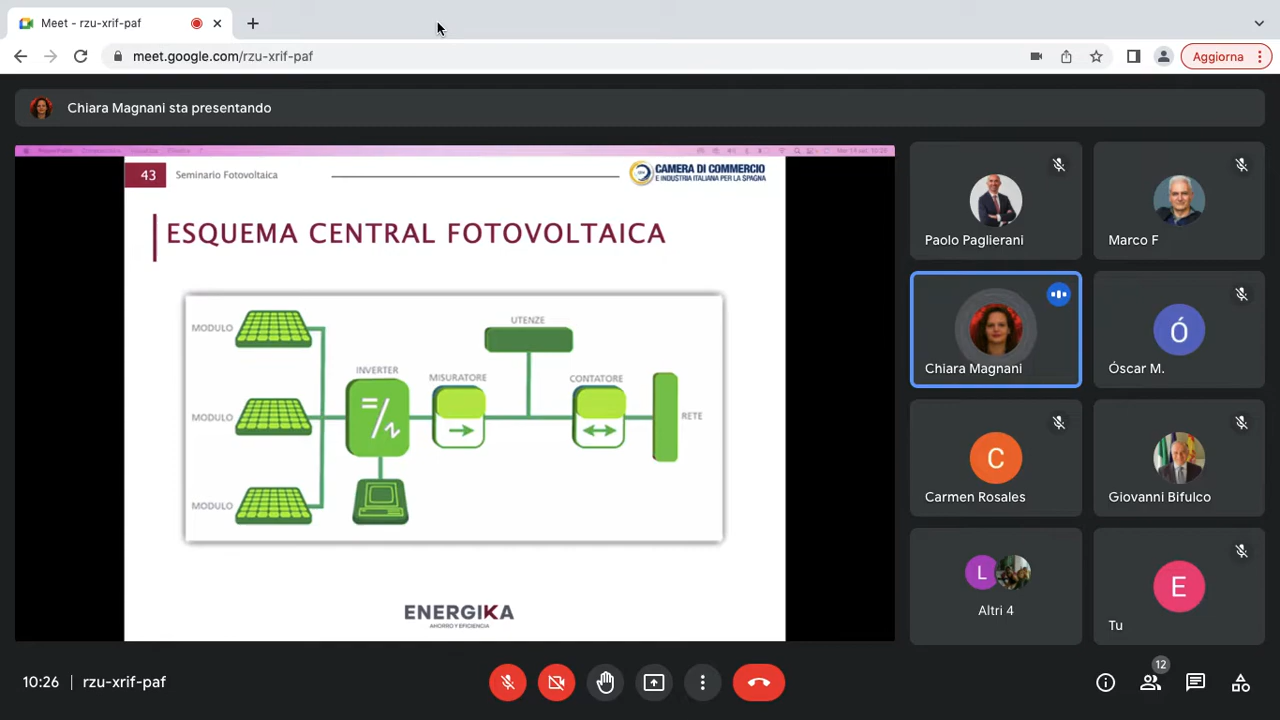 Meet - rzu-xrif-paf
meet.google.com/rzu-xrif-paf
Aggiorna
Chiara Magnani sta presentando
43
Seminario Fotovoltaica
CAMERA DI COMMERCIO
E INDUSTRIA ITALIANA PER LA SPAGNA
ESQUEMA CENTRAL FOTOVOLTAICA
MODULO
MODULO
MODULO
INVERTER
MISURATORE
UTENZE
CONTATORE
RETE
ENERGIKA
AHORRO Y EFICIENCIA
Paolo Paglierani
Marco F
Chiara Magnani
Ó
Óscar M.
C
Carmen Rosales
Giovanni Bifulco
L
Altri 4
E
Tu
10:26 | rzu-xrif-paf
12